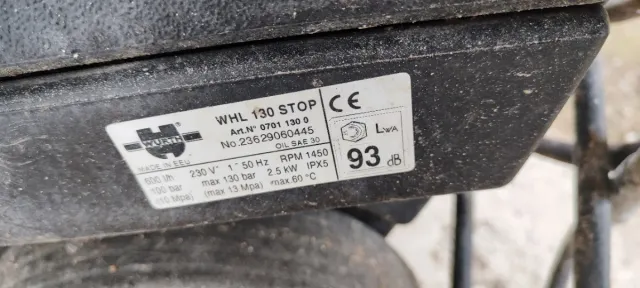 WÜRTH
MADE IN EEU
WHL 130 STOP
Art.N° 0701 130 0
No.23629060445
OIL SAE 30
600 l/h 230 V~ 1~50 Hz RPM 1450
100 bar max 130 bar 2.5 kW IPX5
(10 Mpa) (max 13 Mpa) max.60 °C
CE
LWA
93 dB